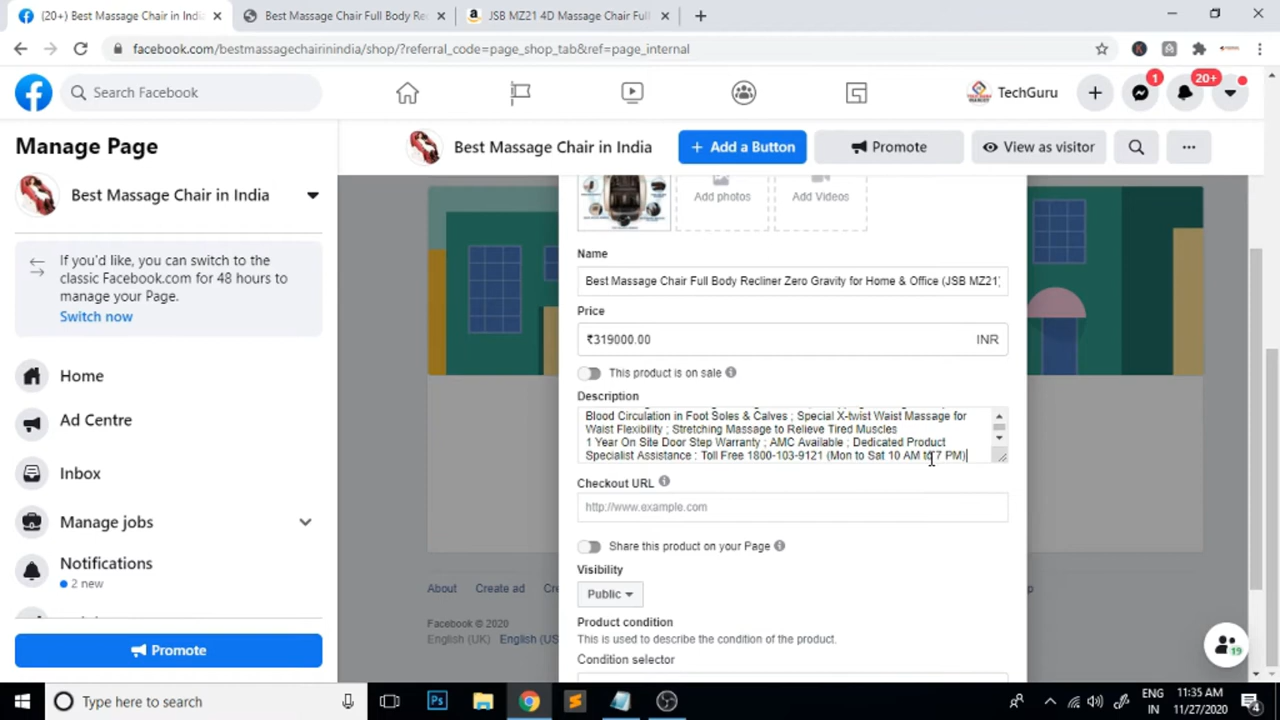 (20+) Best Massage Chair in Indi
Best Massage Chair Full Body Rec
JSB MZ21 4D Massage Chair Full
facebook.com/bestmassagechairinindia/shop/?referral_code=page_shop_tab&ref=page_internal
Search Facebook
TechGuru
1
20+
Manage Page
Best Massage Chair in India
Add a Button
Promote
View as visitor
Best Massage Chair in India
If you'd like, you can switch to the
classic Facebook.com for 48 hours to
manage your Page.
Switch now
Home
Ad Centre
Inbox
Manage jobs
Notifications
2 new
Promote
Add photos
Add Videos
Name
Best Massage Chair Full Body Recliner Zero Gravity for Home & Office (JSB MZ21)
Price
₹319000.00
INR
This product is on sale
Description
Blood Circulation in Foot Soles & Calves ; Special X-twist Waist Massage for
Waist Flexibility ; Stretching Massage to Relieve Tired Muscles
1 Year On Site Door Step Warranty ; AMC Available ; Dedicated Product
Specialist Assistance : Toll Free 1800-103-9121 (Mon to Sat 10 AM to 7 PM)
Checkout URL
http://www.example.com
Share this product on your Page
Visibility
Public
Product condition
This is used to describe the condition of the product.
Condition selector
About
Create ad
Facebook © 2020
English (UK)
English (US
19
Type here to search
Ps
ENG
IN
11:35 AM
11/27/2020
4